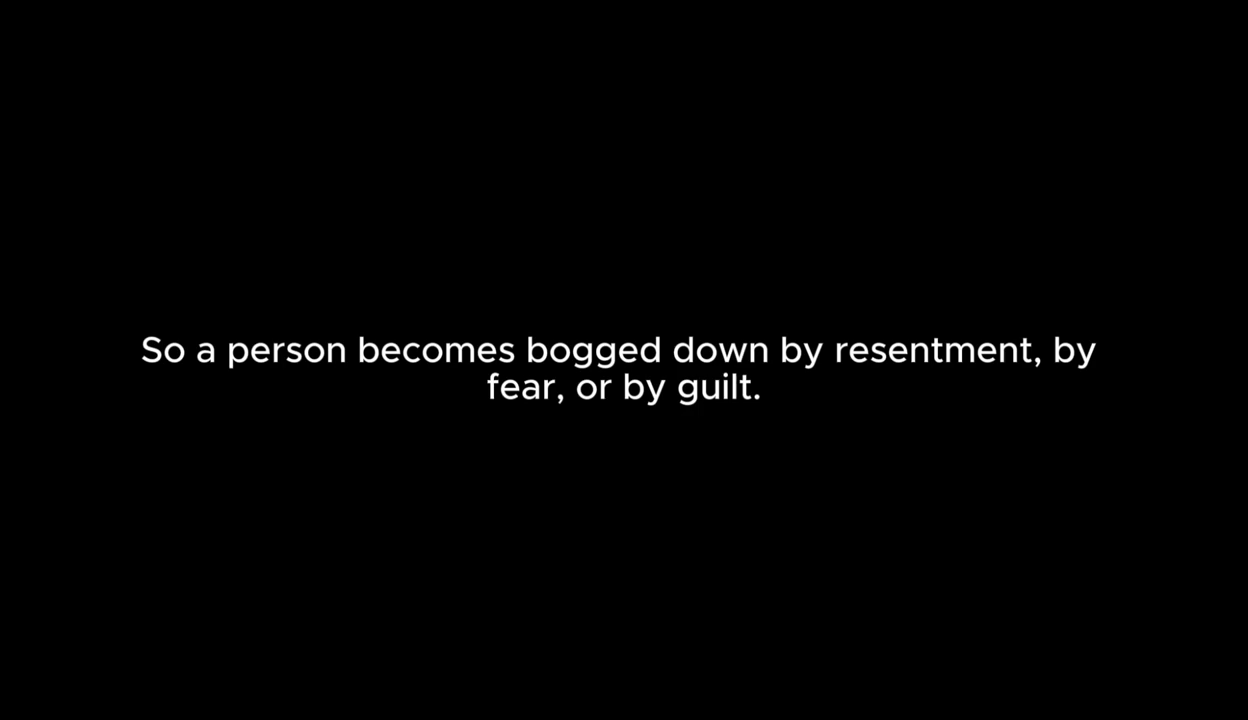 So a person becomes bogged down by resentment, by
fear, or by guilt.